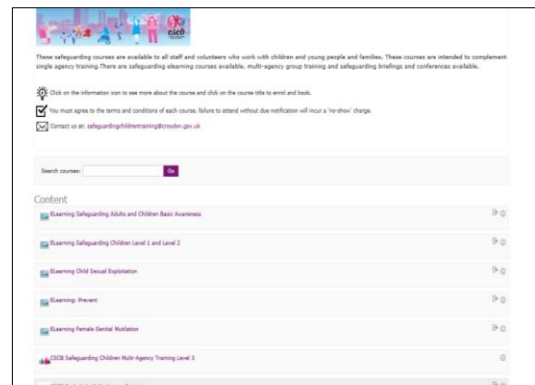 cscb
These safeguarding courses are available to all staff and volunteers who work with children and young people and families. These courses are intended to complement
single agency training.There are safeguarding elearning courses available, multi-agency group training and safeguarding briefings and conferences available.
Click on the information icon to see more about the course and click on the course title to enrol and book.
You must agree to the terms and conditions of each course, failure to attend without due notification will incur a 'no-show' charge.
Contact us at: safeguardingchildrentraining@croydon.gov.uk
Search courses: Go
Content
ELearning Safeguarding Adults and Children Basic Awareness
ELearning Safeguarding Children Level 1 and Level 2
ELearning Child Sexual Exploitation
ELearning: Prevent
ELearning Female Genital Mutilation
CSCB Safeguarding Children Multi-Agency Training Level 3